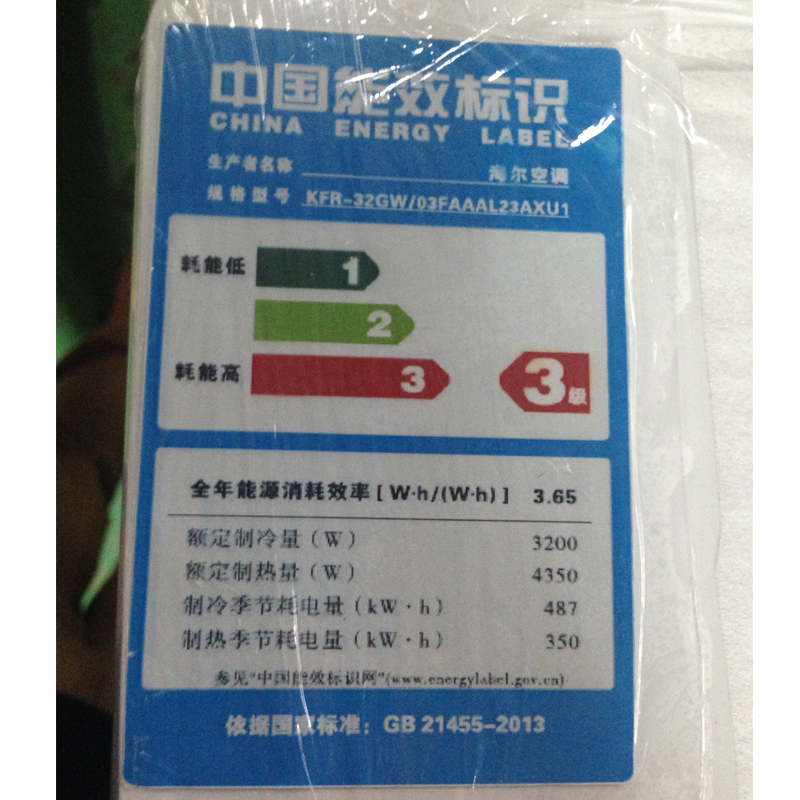 中国能效标识
CHINA ENERGY LABEL
生产者名称 海尔空调
规格型号 KFR-32GW/03FAAAL23AXU1
耗能低 1
2
耗能高 3 3级
全年能源消耗效率[W·h/(W·h)] 3.65
额定制冷量(W) 3200
额定制热量(W) 4350
制冷季节耗电量(kW·h) 487
制热季节耗电量(kW·h) 350
参见"中国能效标识网"(www.energylabel.gov.cn)
依据国家标准：GB 21455-2013